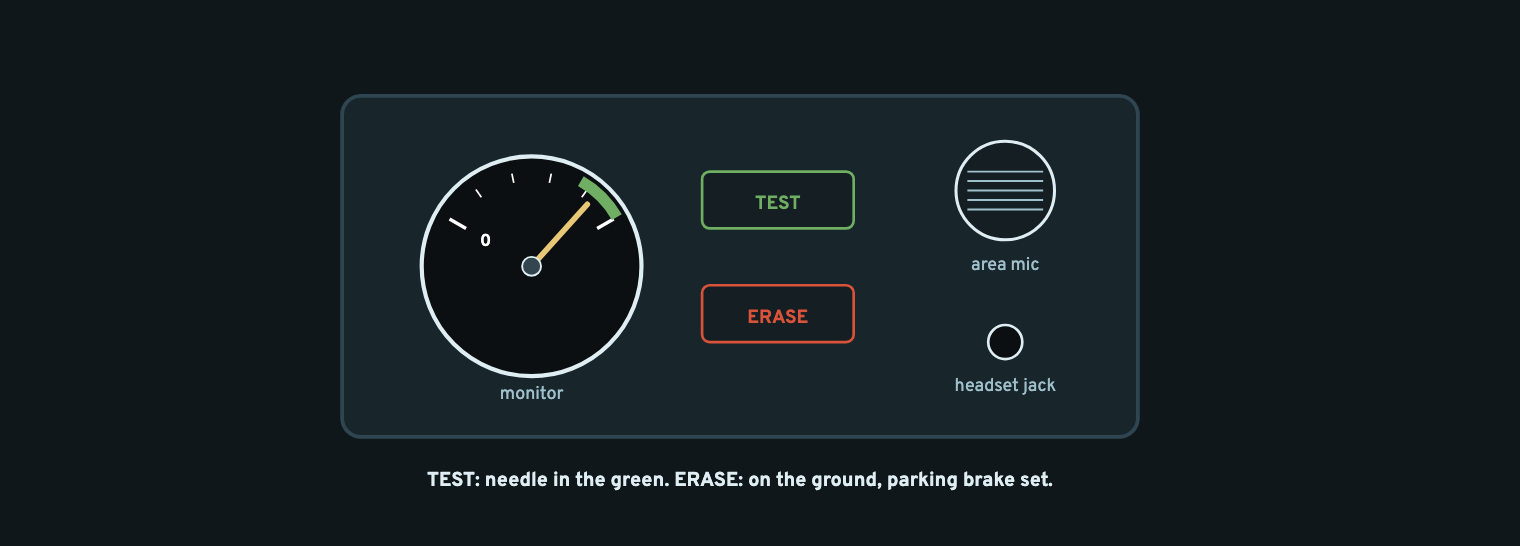 0
monitor
TEST
ERASE
area mic
headset jack
TEST: needle in the green. ERASE: on the ground, parking brake set.